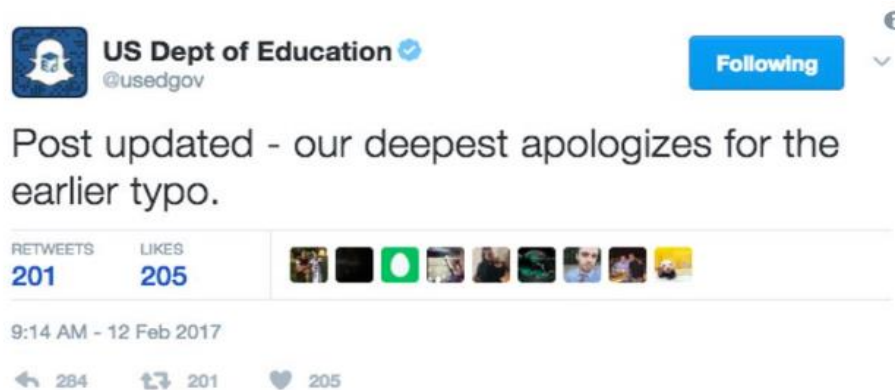 US Dept of Education
@usedgov
Following
Post updated - our deepest apologizes for the
earlier typo.
RETWEETS LIKES
201 205
9:14 AM - 12 Feb 2017
284 201 205